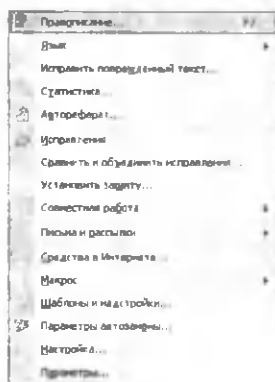 Правописание... F7
Язык
Исправить поврежденный текст...
Статистика...
Автореферат...
Исправления
Сравнить и объединить исправления...
Установить защиту...
Совместная работа
Письма и рассылки
Средства в Интернете...
Макрос
Шаблоны и надстройки...
Параметры автозамены...
Настройка...
Параметры...